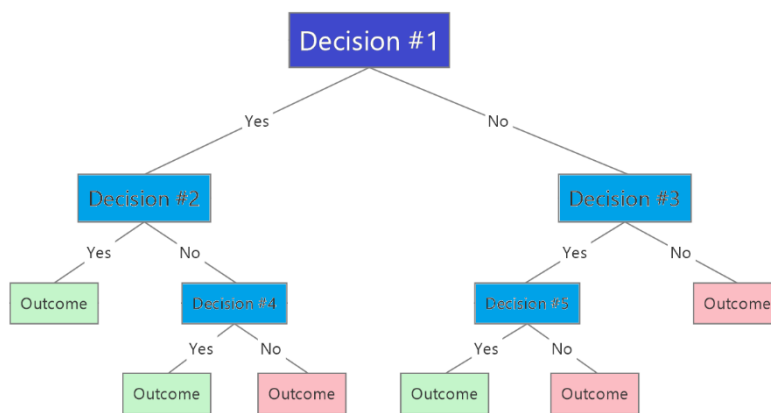 Decision #1
Yes
No
Decision #2
Decision #3
Yes
No
Yes
No
Outcome
Decision #4
Decision #5
Outcome
Yes
No
Yes
No
Outcome
Outcome
Outcome
Outcome